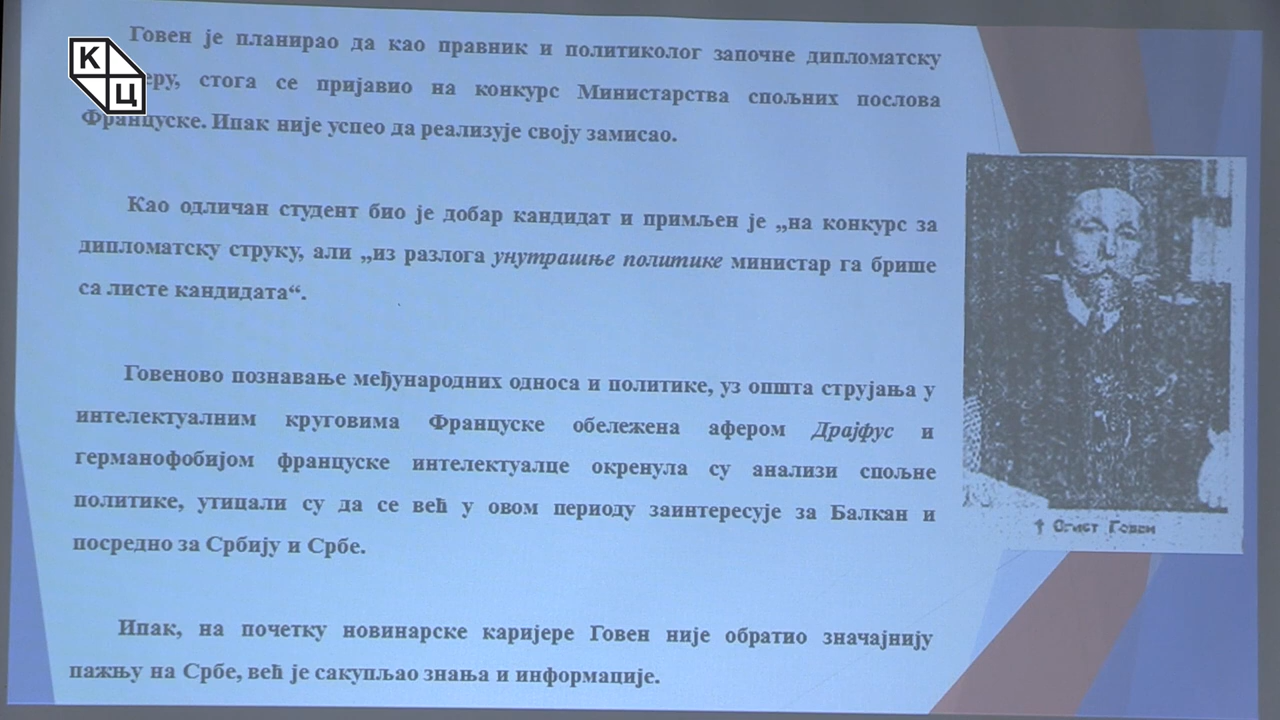 К
Ц
Говен је планирао да као правник и политиколог започне дипломатску
еру, стога се пријавио на конкурс Министарства спољних послова
Француске. Ипак није успео да реализује своју замисао.
Као одличан студент био је добар кандидат и примљен је „на конкурс за
дипломатску струку, али „из разлога унутрашње политике министар га брише
са листе кандидата“.
Говеново познавање међународних односа и политике, уз општа струјања у
интелектуалним круговима Француске обележена афером Драјфус и
германофобијом француске интелектуалце окренула су анализи спољне
политике, утицали су да се већ у овом периоду заинтересује за Балкан и
посредно за Србију и Србе.
Ипак, на почетку новинарске каријере Говен није обратио значајнију
пажњу на Србе, већ је сакупљао знања и информације.
† Огист Говен